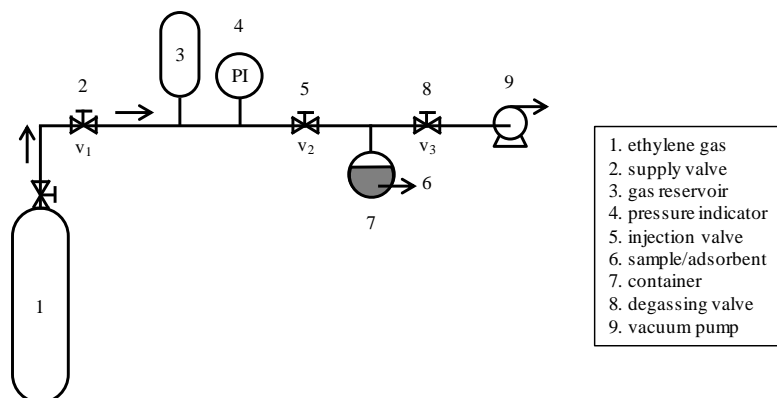 4
3
PI
2
5
8
9
v1
v2
v3
6
7
1
1. ethylene gas
2. supply valve
3. gas reservoir
4. pressure indicator
5. injection valve
6. sample/adsorbent
7. container
8. degassing valve
9. vacuum pump